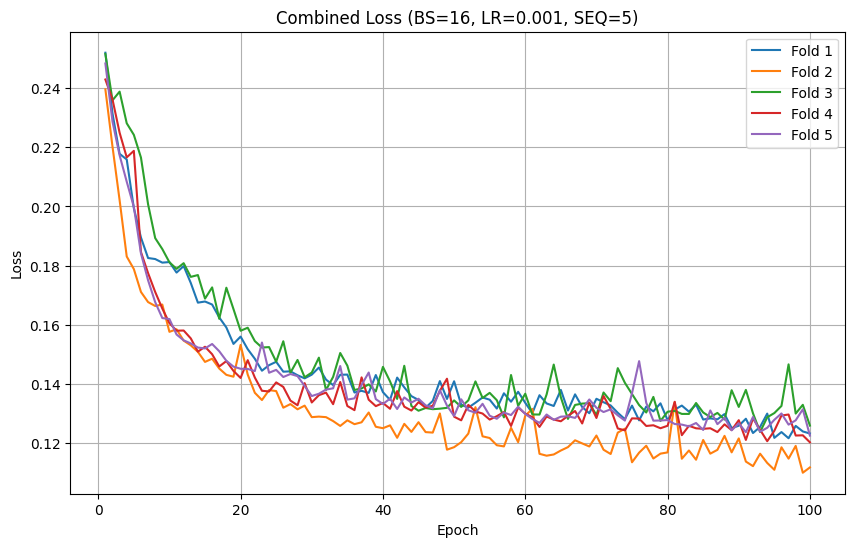 Combined Loss (BS=16, LR=0.001, SEQ=5)
Fold 1
Fold 2
Fold 3
Fold 4
Fold 5
0.24
0.22
0.20
0.18
0.16
0.14
0.12
Loss
0 20 40 60 80 100
Epoch